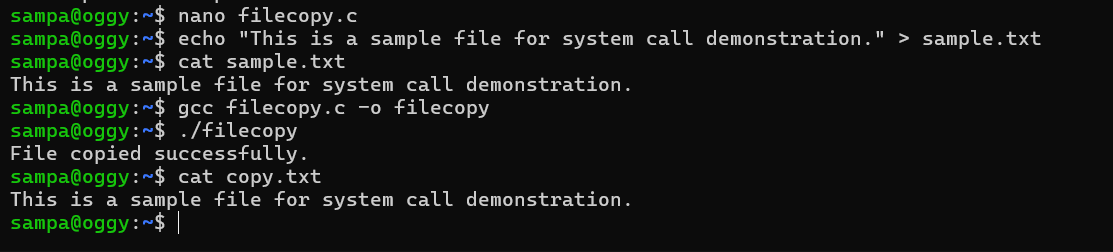 sampa@oggy:~$ nano filecopy.c
sampa@oggy:~$ echo "This is a sample file for system call demonstration." > sample.txt
sampa@oggy:~$ cat sample.txt
This is a sample file for system call demonstration.
sampa@oggy:~$ gcc filecopy.c -o filecopy
sampa@oggy:~$ ./filecopy
File copied successfully.
sampa@oggy:~$ cat copy.txt
This is a sample file for system call demonstration.
sampa@oggy:~$